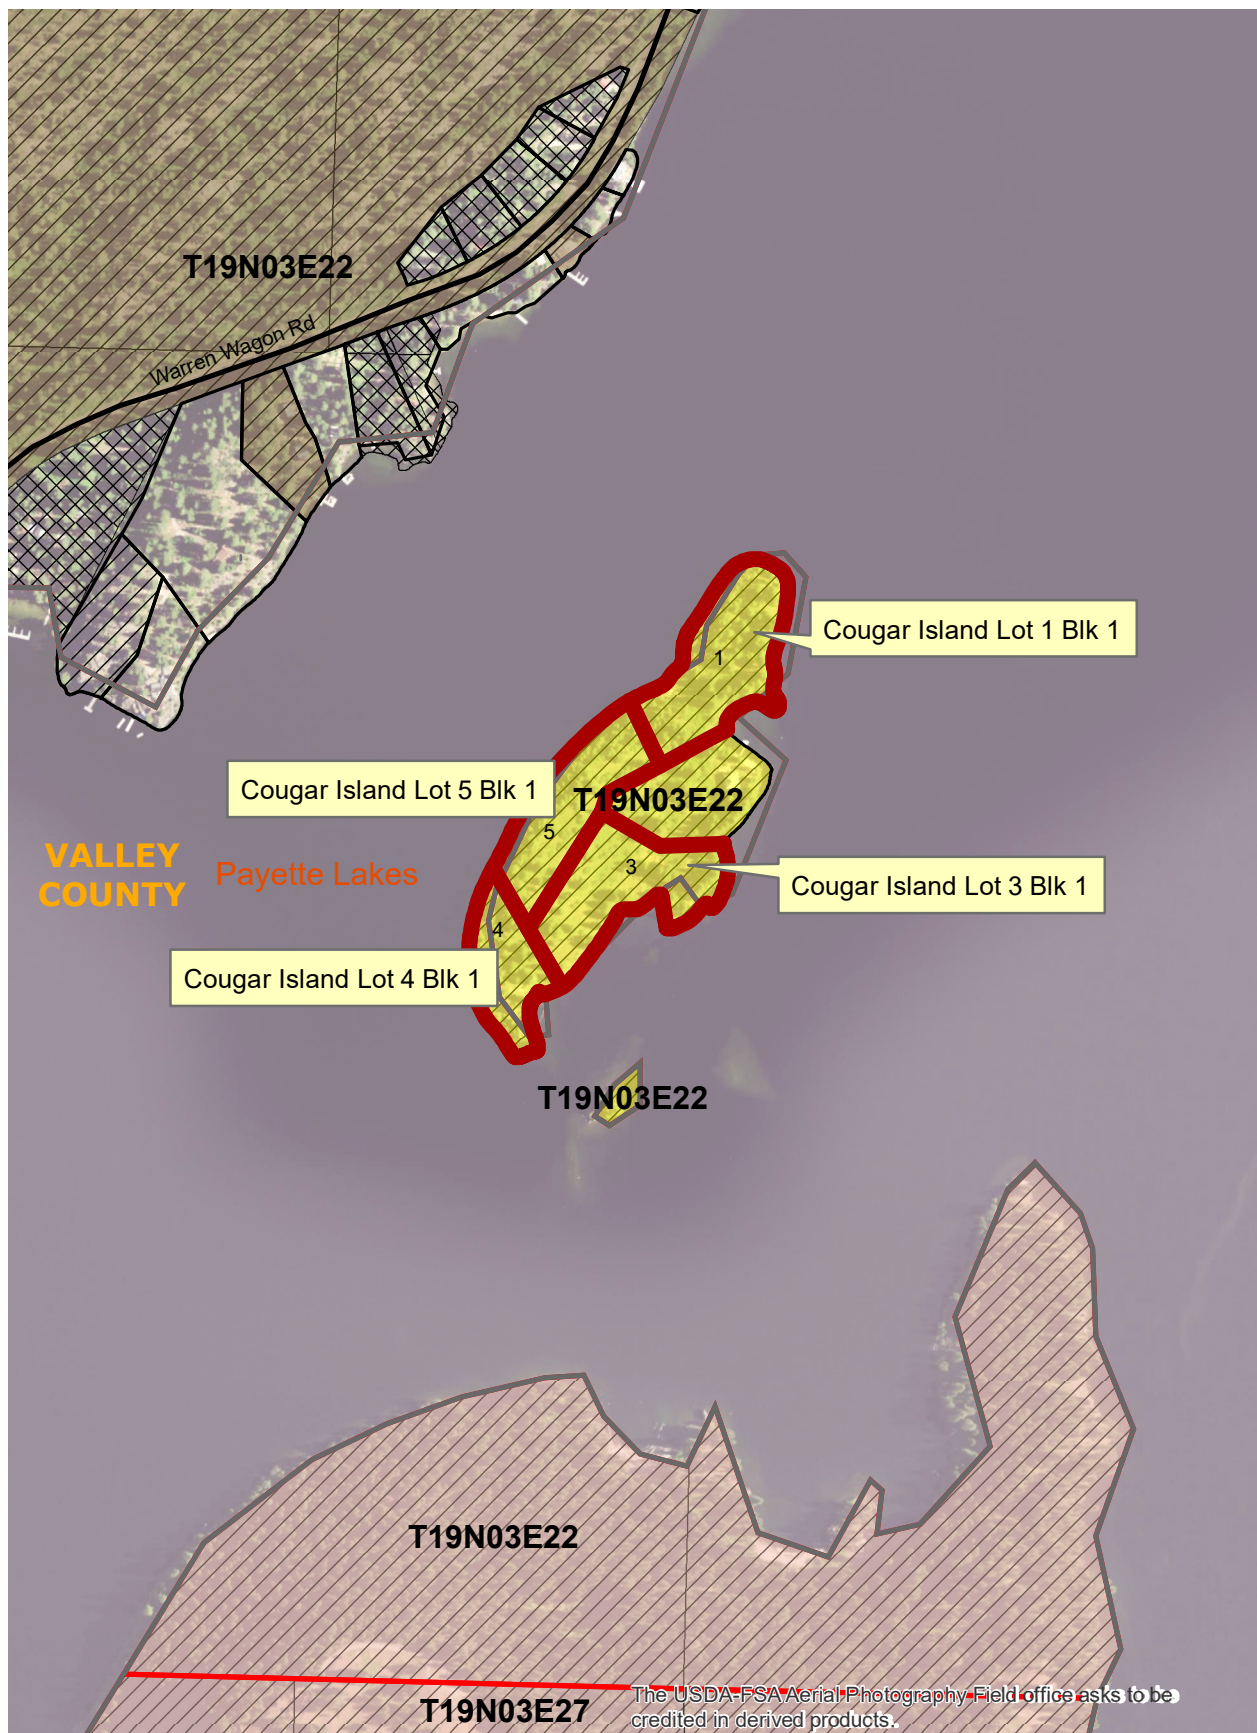 T19N03E22
Warren Wagon Rd
Cougar Island Lot 1 Blk 1
1
Cougar Island Lot 5 Blk 1
T19N03E22
5
VALLEY
COUNTY
Payette Lakes
3
Cougar Island Lot 3 Blk 1
4
Cougar Island Lot 4 Blk 1
T19N03E22
T19N03E22
The USDA-FSA Aerial Photography Field office asks to be
credited in derived products.
T19N03E27